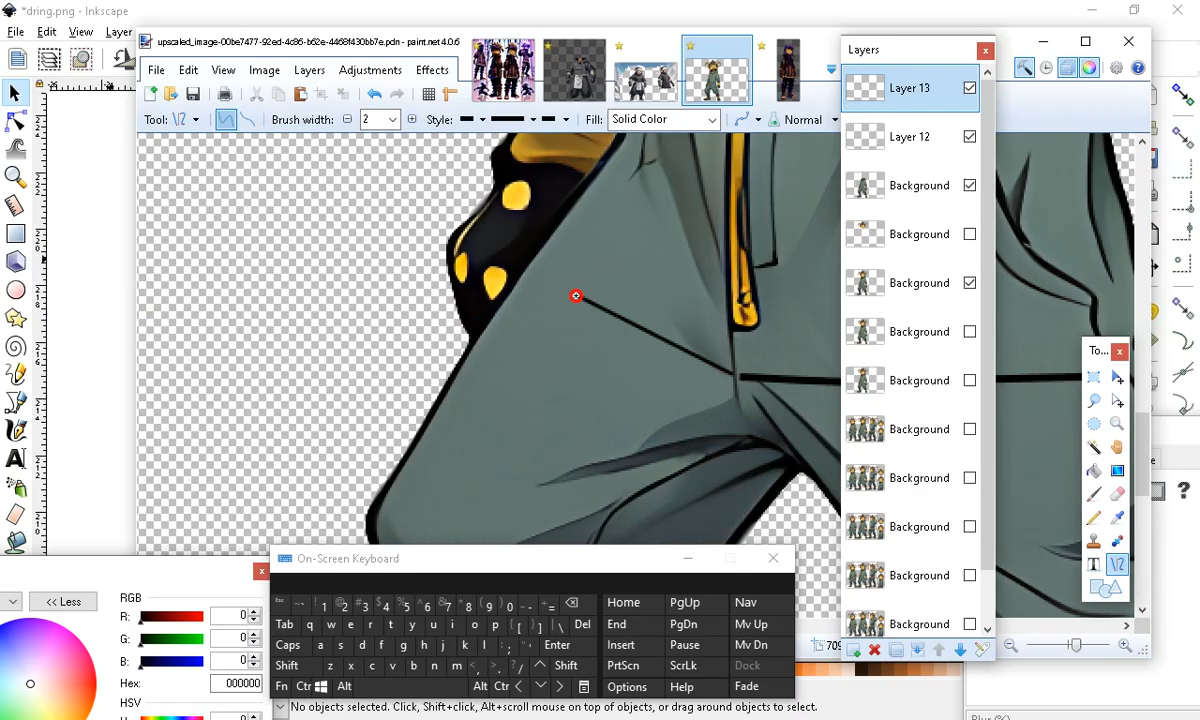 *dring.png - Inkscape
File Edit View Layer
upscaled_image-00be7477-92ed-4c86-b62e-4468f430bb7e.pdn - paint.net 4.0.6
File Edit View Image Layers Adjustments Effects
Tool: Brush width: 2 Style: Fill: Solid Color Normal
Layers
Layer 13
Layer 12
Background
Background
Background
Background
Background
Background
Background
Background
Background
Background
To...
On-Screen Keyboard
Home PgUp Nav
Tab q w e r t y u i o p Del End PgDn Mv Up
Caps a s d f g h j k l Enter Insert Pause Mv Dn
Shift z x c v b n m Shift PrtScn ScrLk Dock
Fn Ctr Alt Alt Ctr Options Help Fade
<< Less
RGB
R: 0
G: 0
B: 0
Hex: 000000
HSV
No objects selected. Click, Shift+click, Alt+scroll mouse on top of objects, or drag around objects to select.